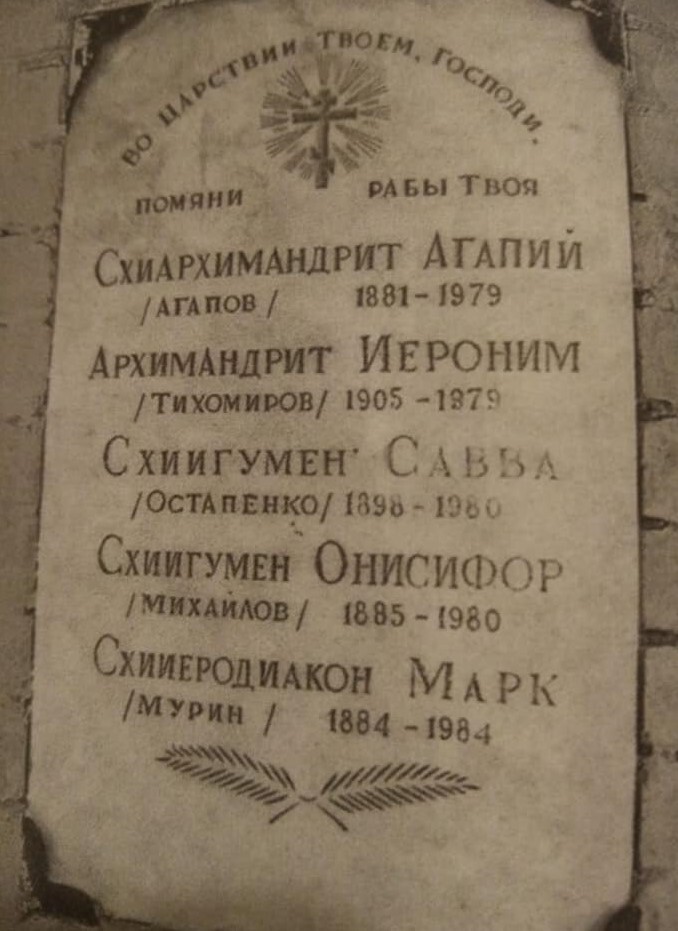 ВО ЦАРСТВИИ ТВОЕМ, ГОСПОДИ,
ПОМЯНИ РАБЫ ТВОЯ
СХИАРХИМАНДРИТ АГАПИЙ
/АГАПОВ/ 1881-1979
АРХИМАНДРИТ ИЕРОНИМ
/ТИХОМИРОВ/ 1905-1979
СХИИГУМЕН САВВА
/ОСТАПЕНКО/ 1898-1980
СХИИГУМЕН ОНИСИФОР
/МИХАЙЛОВ/ 1885-1980
СХИИЕРОДИАКОН МАРК
/МУРИН/ 1884-1984